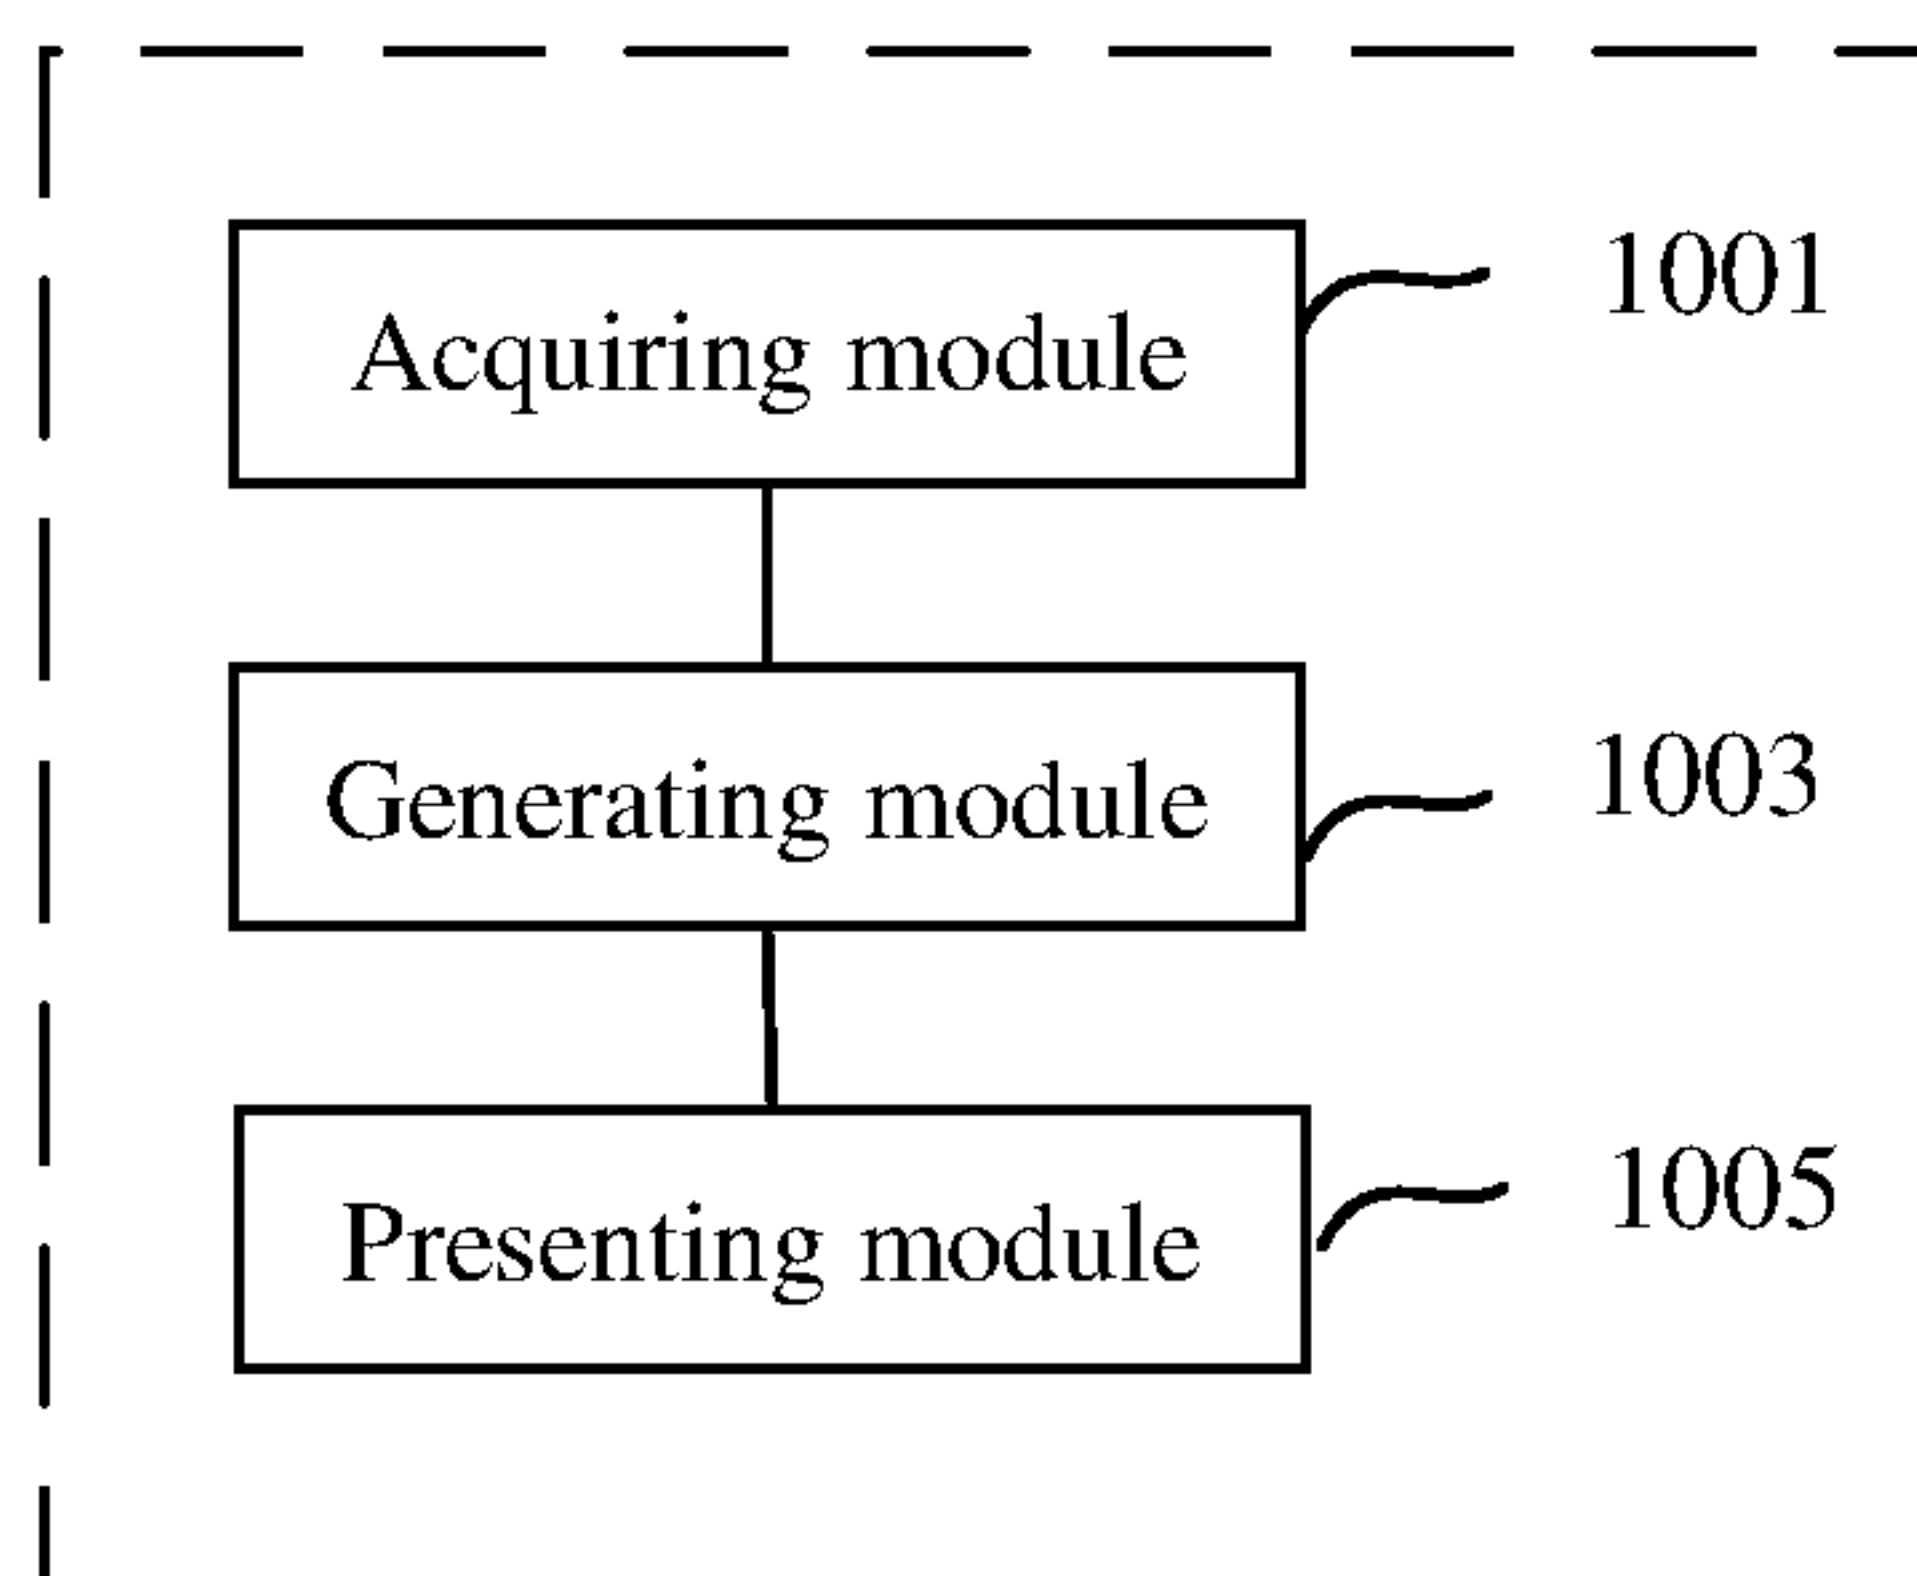 Acquiring module 1001
Generating module 1003
Presenting module 1005